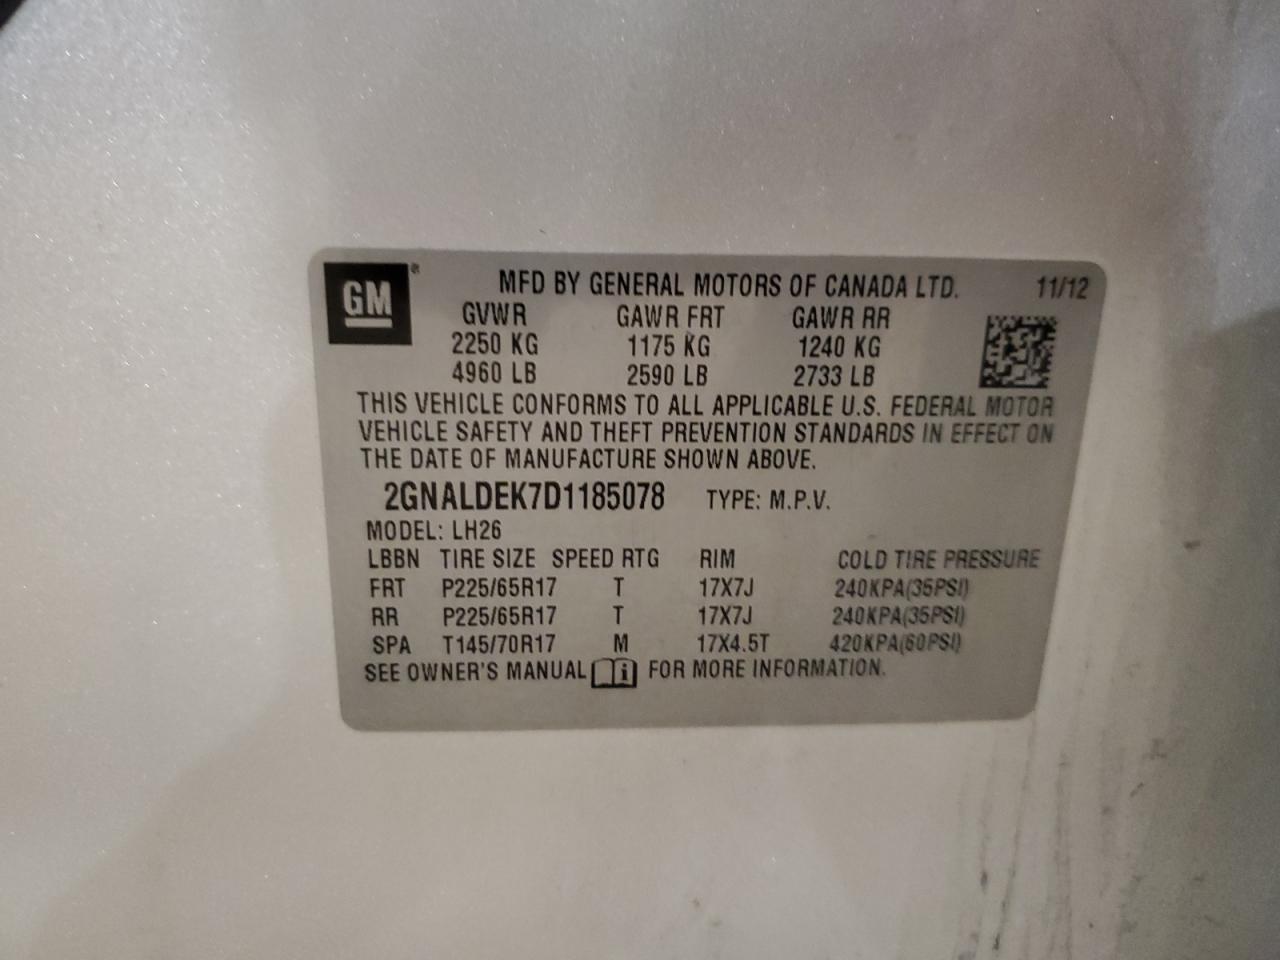 GM®
MFD BY GENERAL MOTORS OF CANADA LTD. 11/12
GVWR GAWR FRT GAWR RR
2250 KG 1175 KG 1240 KG
4960 LB 2590 LB 2733 LB
THIS VEHICLE CONFORMS TO ALL APPLICABLE U.S. FEDERAL MOTOR
VEHICLE SAFETY AND THEFT PREVENTION STANDARDS IN EFFECT ON
THE DATE OF MANUFACTURE SHOWN ABOVE.
2GNALDEK7D1185078 TYPE: M.P.V.
MODEL: LH26
LBBN TIRE SIZE SPEED RTG RIM COLD TIRE PRESSURE
FRT P225/65R17 T 17X7J 240KPA(35PSI)
RR P225/65R17 T 17X7J 240KPA(35PSI)
SPA T145/70R17 M 17X4.5T 420KPA(60PSI)
SEE OWNER'S MANUAL i FOR MORE INFORMATION.